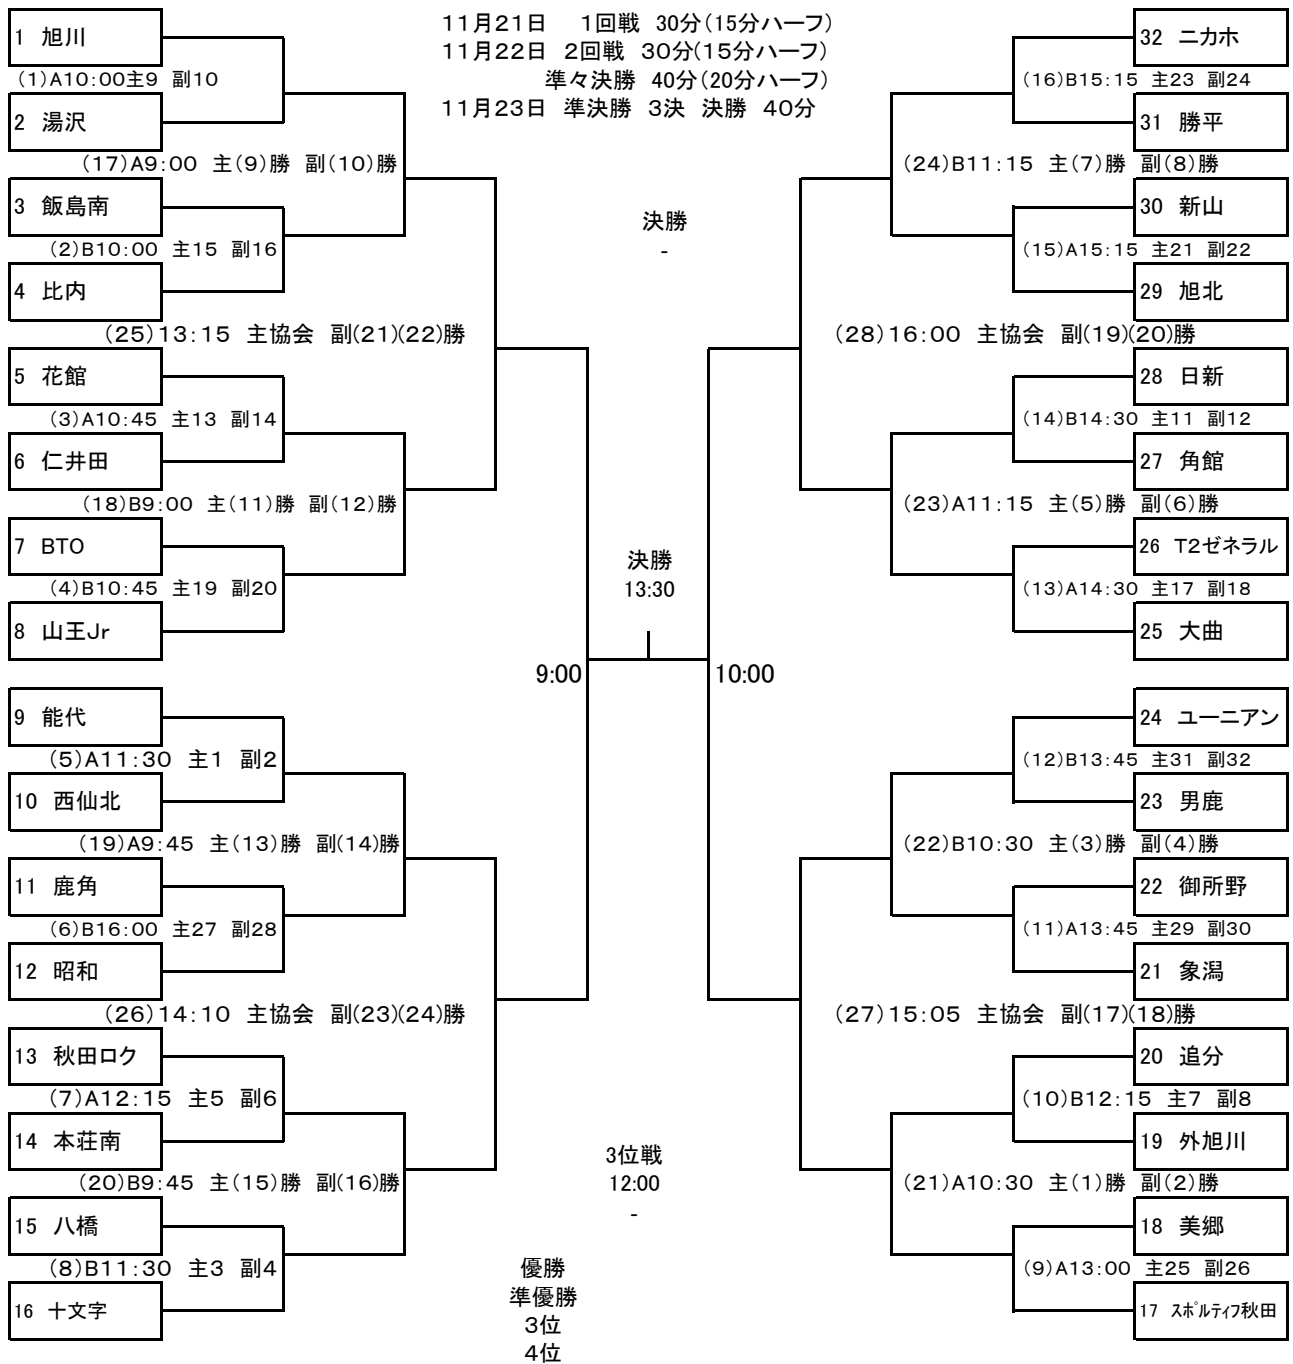 11月21日　1回戦　30分(15分ハーフ)
11月22日　2回戦　30分(15分ハーフ)
準々決勝　40分(20分ハーフ)
11月23日　準決勝　3決　決勝　40分
1　旭川
(1)A10:00主9　副10
2　湯沢
(17)A9:00　主(9)勝　副(10)勝
3　飯島南
(2)B10:00　主15　副16
4　比内
(25)13:15　主協会　副(21)(22)勝
5　花館
(3)A10:45　主13　副14
6　仁井田
(18)B9:00　主(11)勝　副(12)勝
7　BTO
(4)B10:45　主19　副20
8　山王Jr
9　能代
(5)A11:30　主1　副2
10　西仙北
(19)A9:45　主(13)勝　副(14)勝
11　鹿角
(6)B16:00　主27　副28
12　昭和
(26)14:10　主協会　副(23)(24)勝
13　秋田ロク
(7)A12:15　主5　副6
14　本荘南
(20)B9:45　主(15)勝　副(16)勝
15　八橋
(8)B11:30　主3　副4
16　十文字
決勝
-
決勝
13:30
9:00
10:00
3位戦
12:00
-
優勝
準優勝
3位
4位
32　ニカホ
(16)B15:15　主23　副24
31　勝平
(24)B11:15　主(7)勝　副(8)勝
30　新山
(15)A15:15　主21　副22
29　旭北
(28)16:00　主協会　副(19)(20)勝
28　日新
(14)B14:30　主11　副12
27　角館
(23)A11:15　主(5)勝　副(6)勝
26　T2ゼネラル
(13)A14:30　主17　副18
25　大曲
24　ユーニアン
(12)B13:45　主31　副32
23　男鹿
(22)B10:30　主(3)勝　副(4)勝
22　御所野
(11)A13:45　主29　副30
21　象潟
(27)15:05　主協会　副(17)(18)勝
20　追分
(10)B12:15　主7　副8
19　外旭川
(21)A10:30　主(1)勝　副(2)勝
18　美郷
(9)A13:00　主25　副26
17　ｽﾎﾟﾙﾃｨﾌ秋田